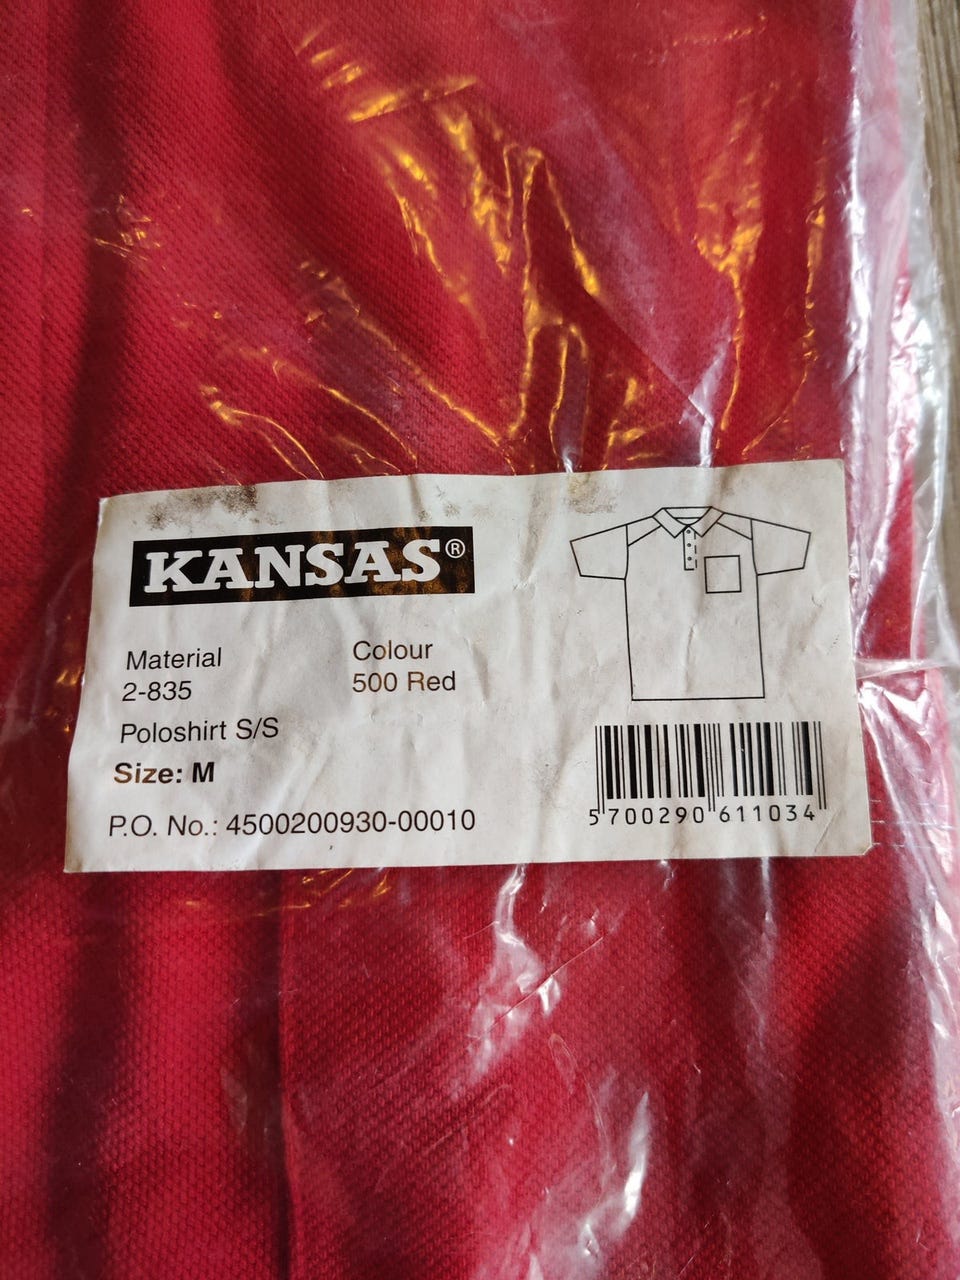 KANSAS®
Material Colour
2-835 500 Red
Poloshirt S/S
Size: M
P.O. No.: 4500200930-00010
5 700290 611034